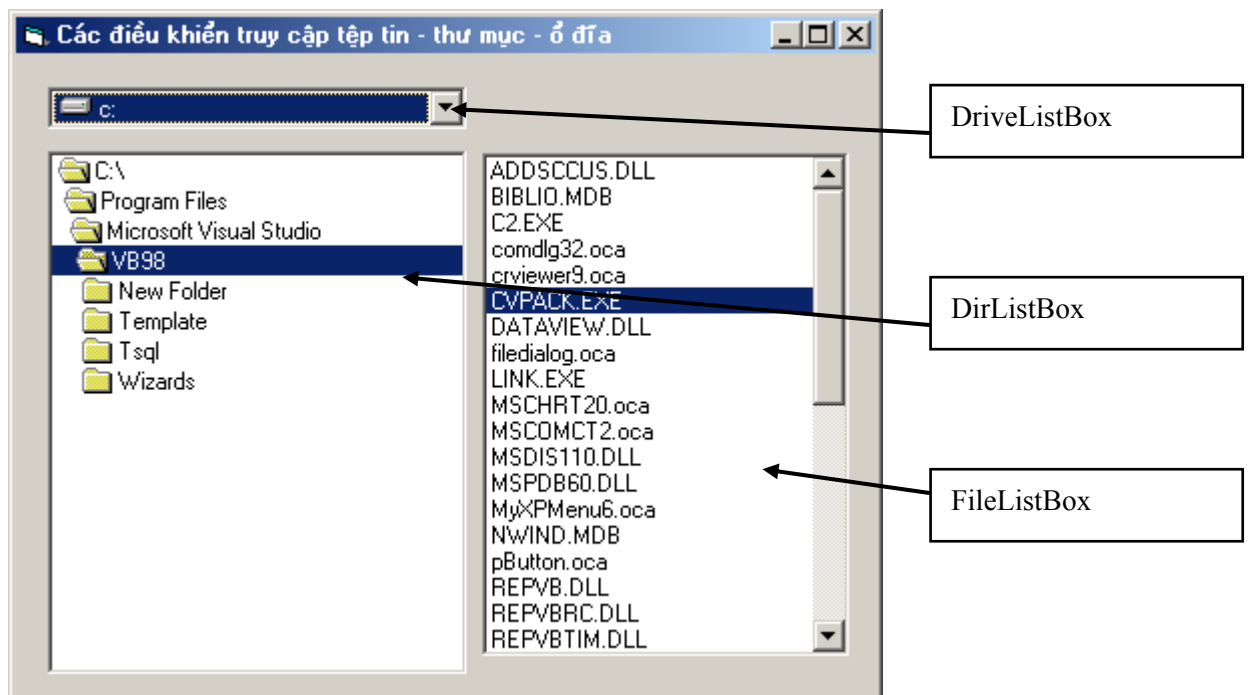 Các điều khiển truy cập tệp tin - thư mục - ổ đĩa
c:
DriveListBox
C:\
Program Files
Microsoft Visual Studio
VB98
New Folder
Template
Tsql
Wizards
ADDSCCUS.DLL
BIBLIO.MDB
C2.EXE
comdlg32.oca
crviewer9.oca
CVPACK.EXE
DATAVIEW.DLL
filedialog.oca
LINK.EXE
MSCHRT20.oca
MSCOMCT2.oca
MSDIS110.DLL
MSPDB60.DLL
MyXPMenu6.oca
NWIND.MDB
pButton.oca
REPVB.DLL
REPVBRC.DLL
REPVBTIM.DLL
DirListBox
FileListBox